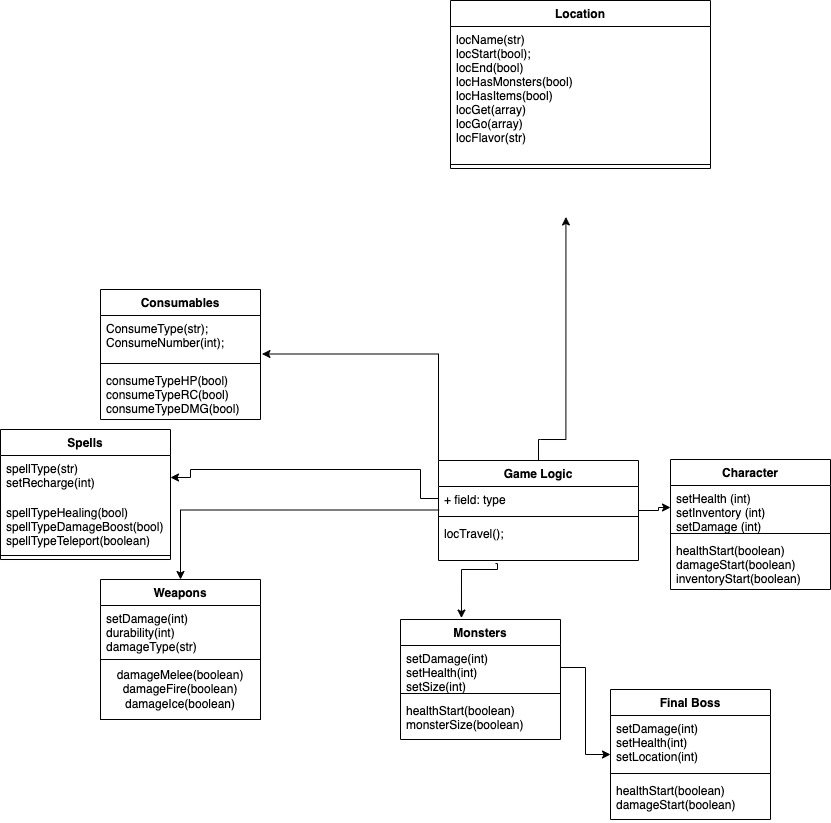 Location
locName(str)
locStart(bool);
locEnd(bool)
locHasMonsters(bool)
locHasItems(bool)
locGet(array)
locGo(array)
locFlavor(str)
Consumables
ConsumeType(str);
ConsumeNumber(int);
consumeTypeHP(bool)
consumeTypeRC(bool)
consumeTypeDMG(bool)
Spells
spellType(str)
setRecharge(int)
spellTypeHealing(bool)
spellTypeDamageBoost(bool)
spellTypeTeleport(boolean)
Game Logic
+ field: type
locTravel();
Character
setHealth (int)
setInventory (int)
setDamage (int)
healthStart(boolean)
damageStart(boolean)
inventoryStart(boolean)
Weapons
setDamage(int)
durability(int)
damageType(str)
damageMelee(boolean)
damageFire(boolean)
damageIce(boolean)
Monsters
setDamage(int)
setHealth(int)
setSize(int)
healthStart(boolean)
monsterSize(boolean)
Final Boss
setDamage(int)
setHealth(int)
setLocation(int)
healthStart(boolean)
damageStart(boolean)